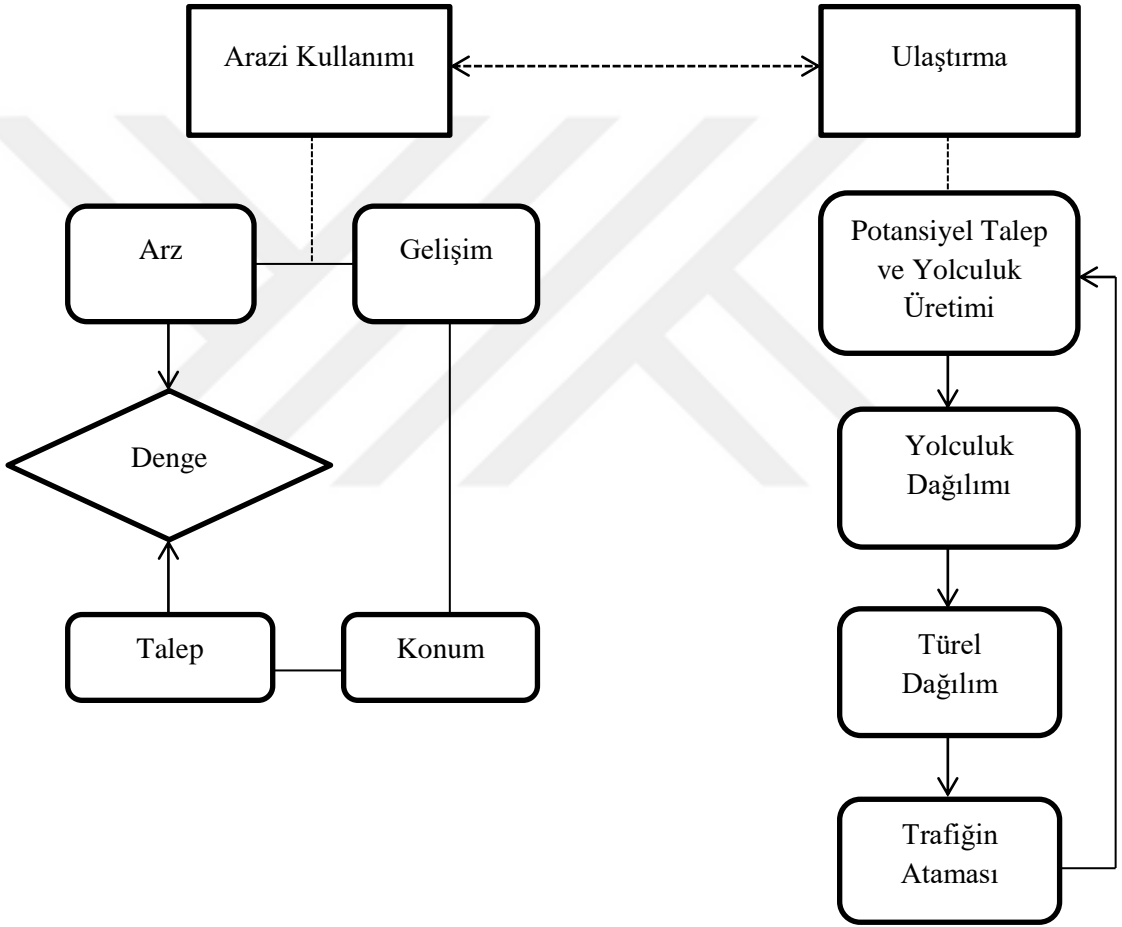 Arazi Kullanımı
Ulaştırma
Arz
Gelişim
Potansiyel Talep
ve Yolculuk
Üretimi
Denge
Yolculuk
Dağılımı
Talep
Konum
Türel
Dağılım
Trafiğin
Ataması